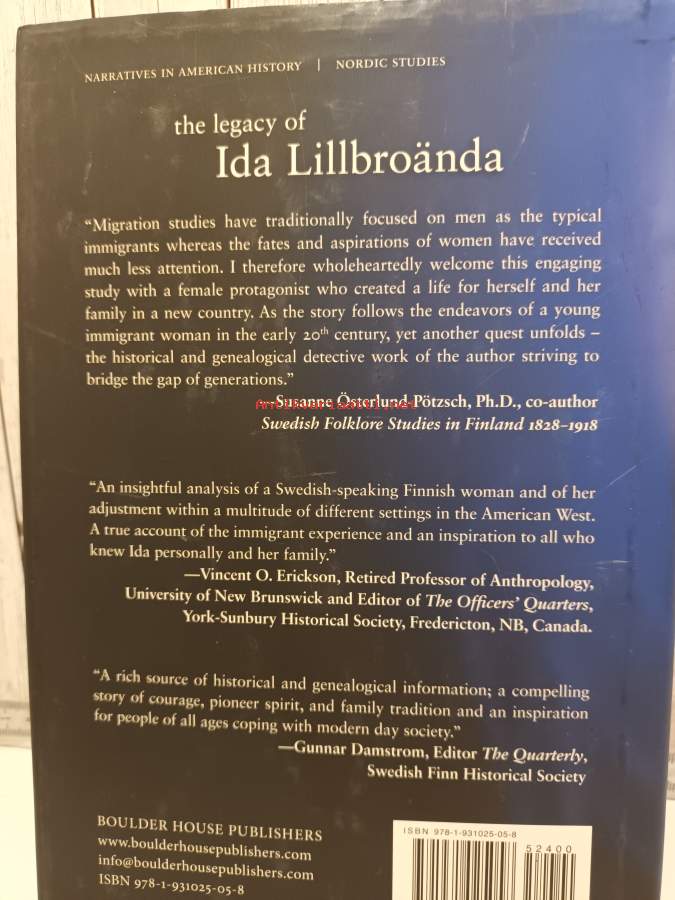 NARRATIVES IN AMERICAN HISTORY | NORDIC STUDIES
the legacy of
Ida Lillbroända
“Migration studies have traditionally focused on men as the typical
immigrants whereas the fates and aspirations of women have received
much less attention. I therefore wholeheartedly welcome this engaging
study with a female protagonist who created a life for herself and her
family in a new country. As the story follows the endeavors of a young
immigrant woman in the early 20th century, yet another quest unfolds –
the historical and genealogical detective work of the author striving to
bridge the gap of generations.”
—Susanne Österlund-Pötzsch, Ph.D., co-author
Swedish Folklore Studies in Finland 1828–1918
“An insightful analysis of a Swedish-speaking Finnish woman and of her
adjustment within a multitude of different settings in the American West.
A true account of the immigrant experience and an inspiration to all who
knew Ida personally and her family.”
—Vincent O. Erickson, Retired Professor of Anthropology,
University of New Brunswick and Editor of The Officers’ Quarters,
York-Sunbury Historical Society, Fredericton, NB, Canada.
“A rich source of historical and genealogical information; a compelling
story of courage, pioneer spirit, and family tradition and an inspiration
for people of all ages coping with modern day society.”
—Gunnar Damstrom, Editor The Quarterly,
Swedish Finn Historical Society
BOULDER HOUSE PUBLISHERS
www.boulderhousepublishers.com
info@boulderhousepublishers.com
ISBN 978-1-931025-05-8
ISBN 978-1-931025-05-8
52400